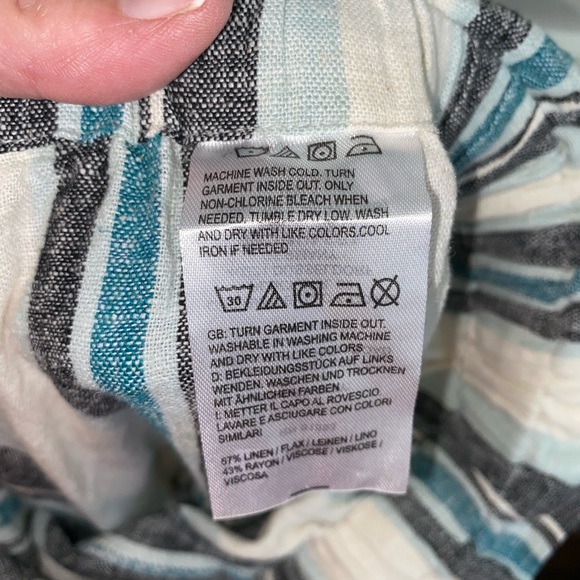 MACHINE WASH COLD. TURN
GARMENT INSIDE OUT. ONLY
NON-CHLORINE BLEACH WHEN
NEEDED. TUMBLE DRY LOW. WASH
AND DRY WITH LIKE COLORS.COOL
IRON IF NEEDED
30
GB: TURN GARMENT INSIDE OUT.
WASHABLE IN WASHING MACHINE
AND DRY WITH LIKE COLORS
D: BEKLEIDUNGSSTÜCK AUF LINKS
WENDEN. WASCHEN UND TROCKNEN
MIT ÄHNLICHEN FARBEN
I: METTER IL CAPO AL ROVESCIO
LAVARE E ASCIUGARE CON COLORI
SIMILARI
57% LINEN / FLAX / LEINEN / LINO
43% RAYON / VISCOSE / VISKOSE /
VISCOSA